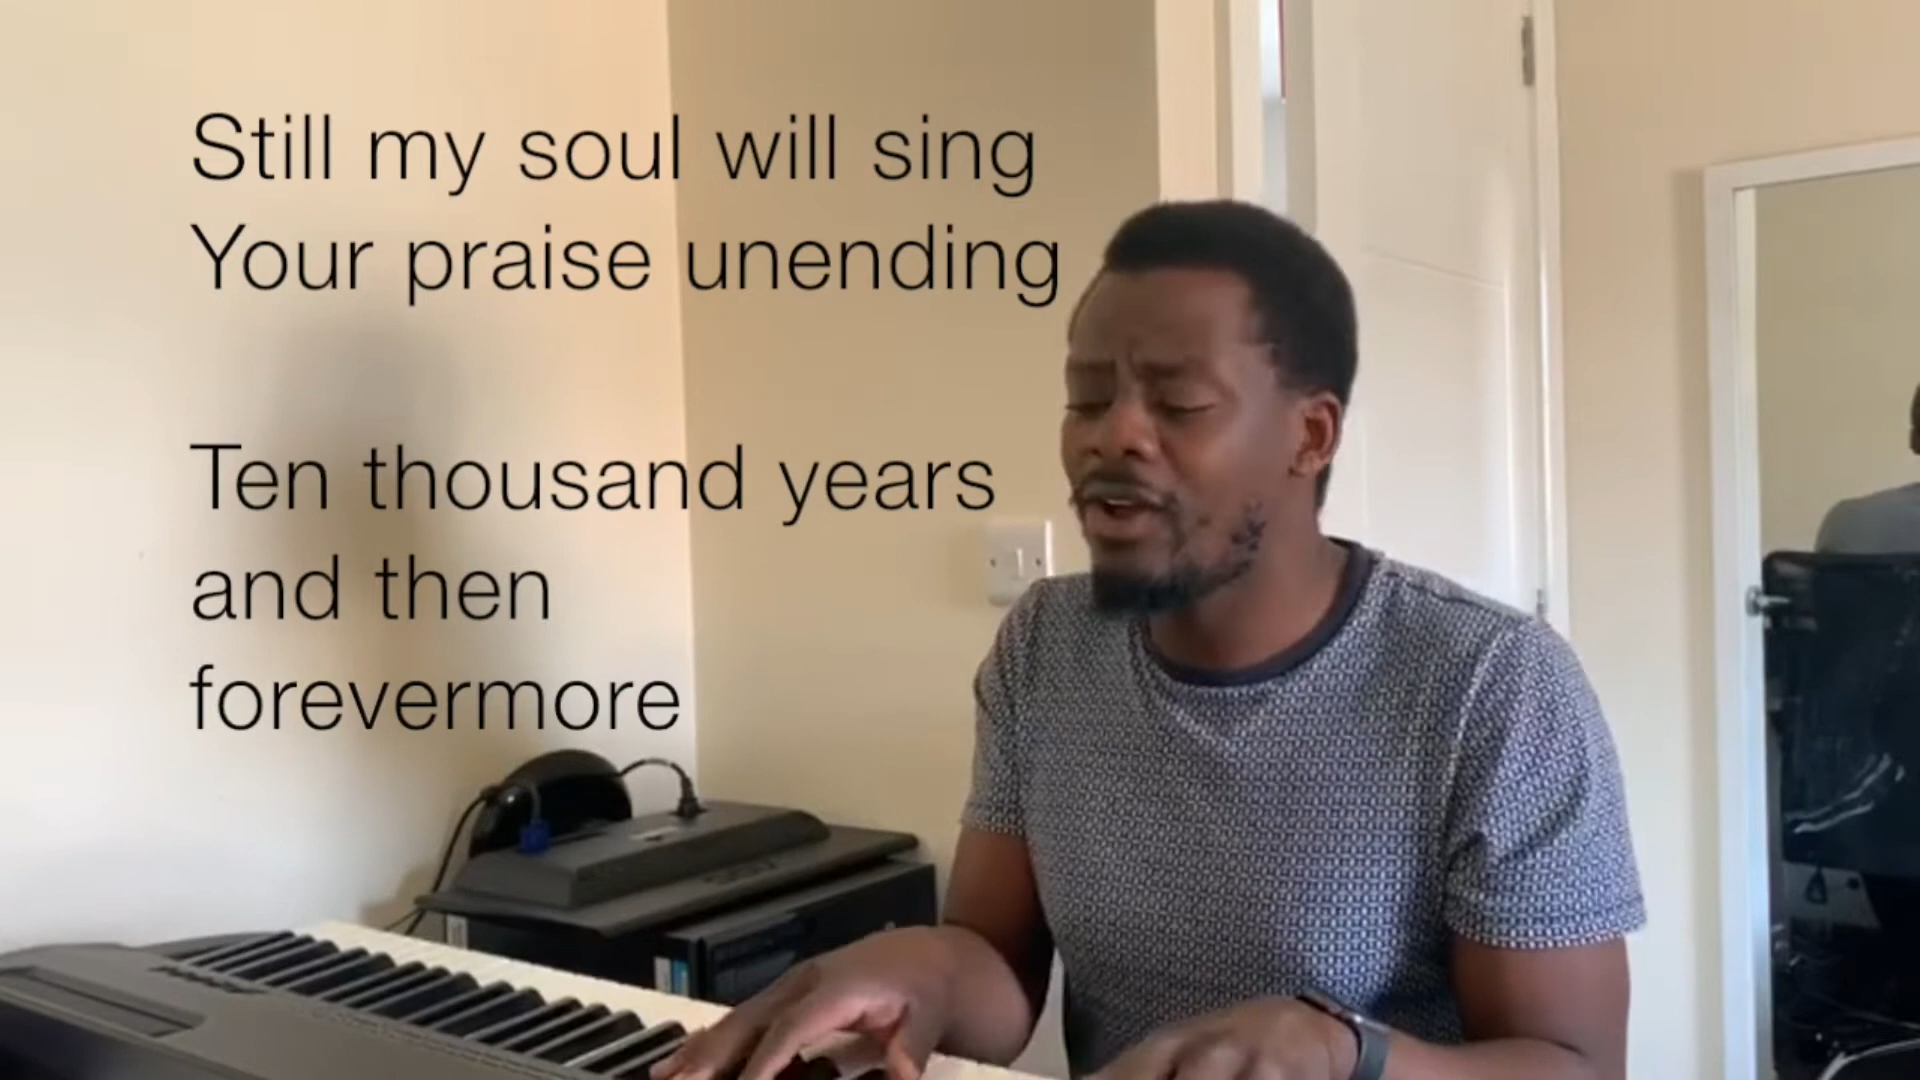 Still my soul will sing
Your praise unending
Ten thousand years
and then
forevermore